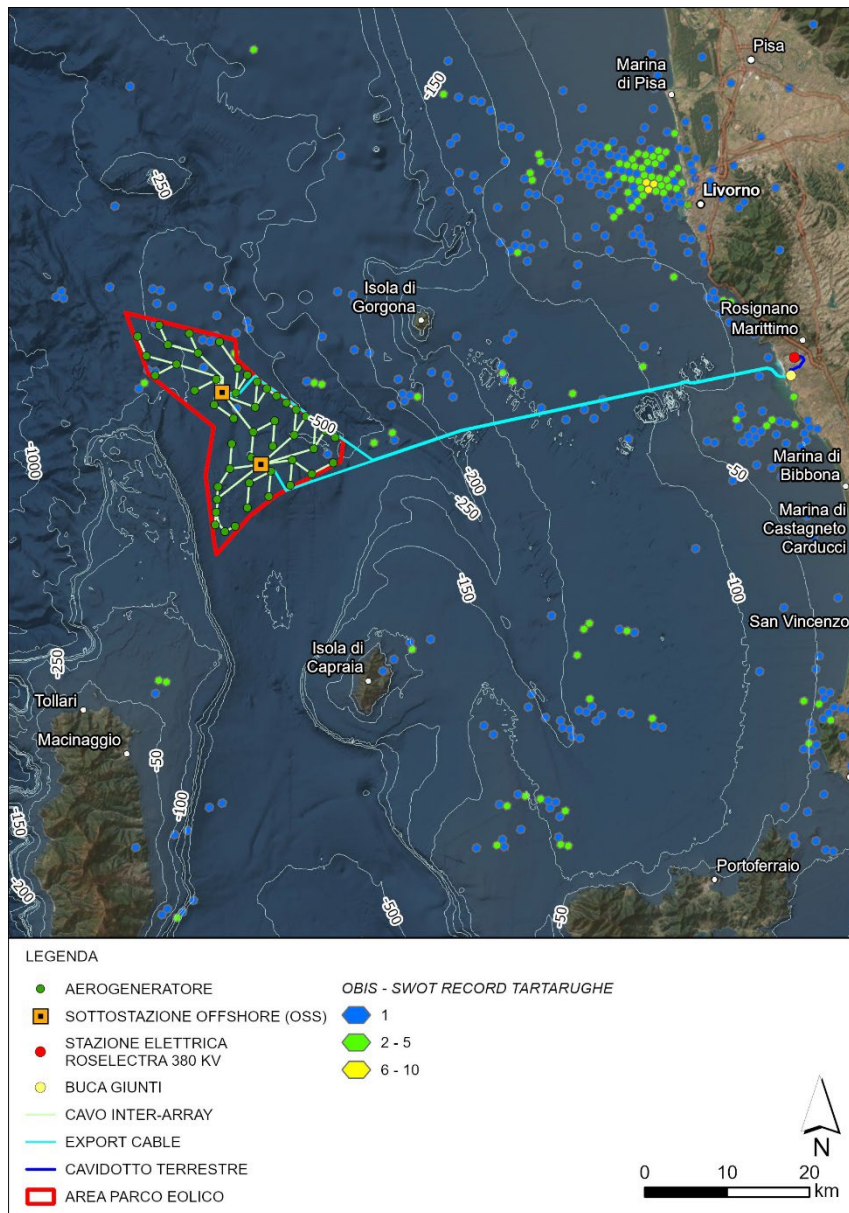 Pisa
Marina
di Pisa
-150
-250
Livorno
Isola di
Gorgona
Rosignano
Marittimo
-500
-1000
-200
-250
-50
Marina di
Bibbona
Marina di
Castagneto
Carducci
-150
-100
San Vincenzo
Isola di
Capraia
-250
Tollari
Macinaggio
-50
-100
-150
-200
Portoferraio
-500
-50
LEGENDA
AEROGENERATORE
SOTTOSTAZIONE OFFSHORE (OSS)
STAZIONE ELETTRICA
ROSELECTRA 380 KV
BUCA GIUNTI
CAVO INTER-ARRAY
EXPORT CABLE
CAVIDOTTO TERRESTRE
AREA PARCO EOLICO
OBIS - SWOT RECORD TARTARUGHE
1
2 - 5
6 - 10
N
0 10 20
km